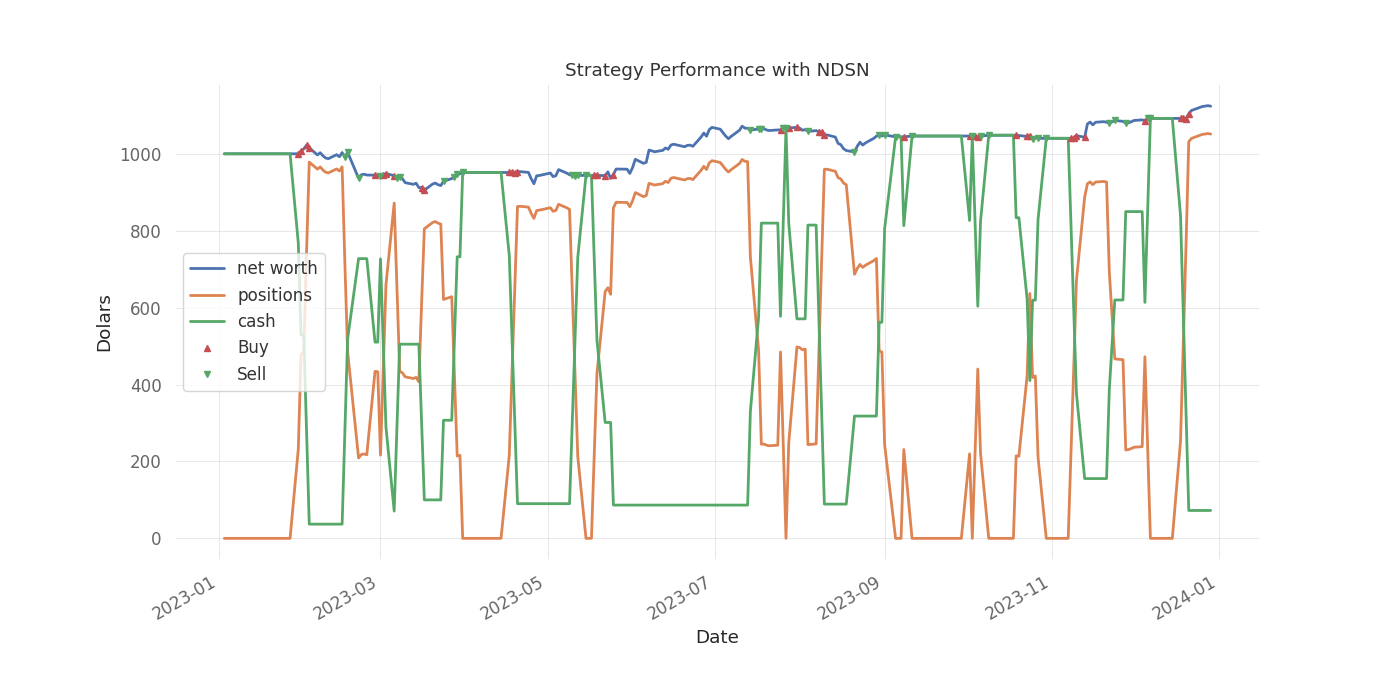 Strategy Performance with NDSN
Dolars
1000
800
600
400
200
0
net worth
positions
cash
Buy
Sell
2023-01
2023-03
2023-05
2023-07
2023-09
2023-11
2024-01
Date